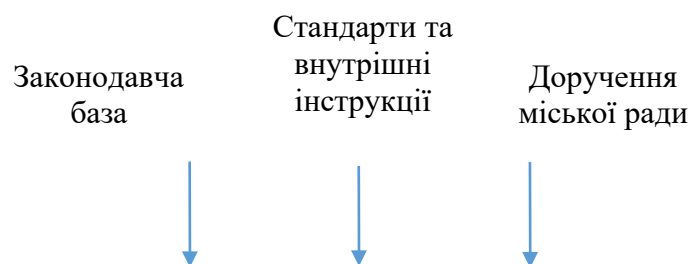 Законодавча
база
Стандарти та
внутрішні
інструкції
Доручення
міської ради